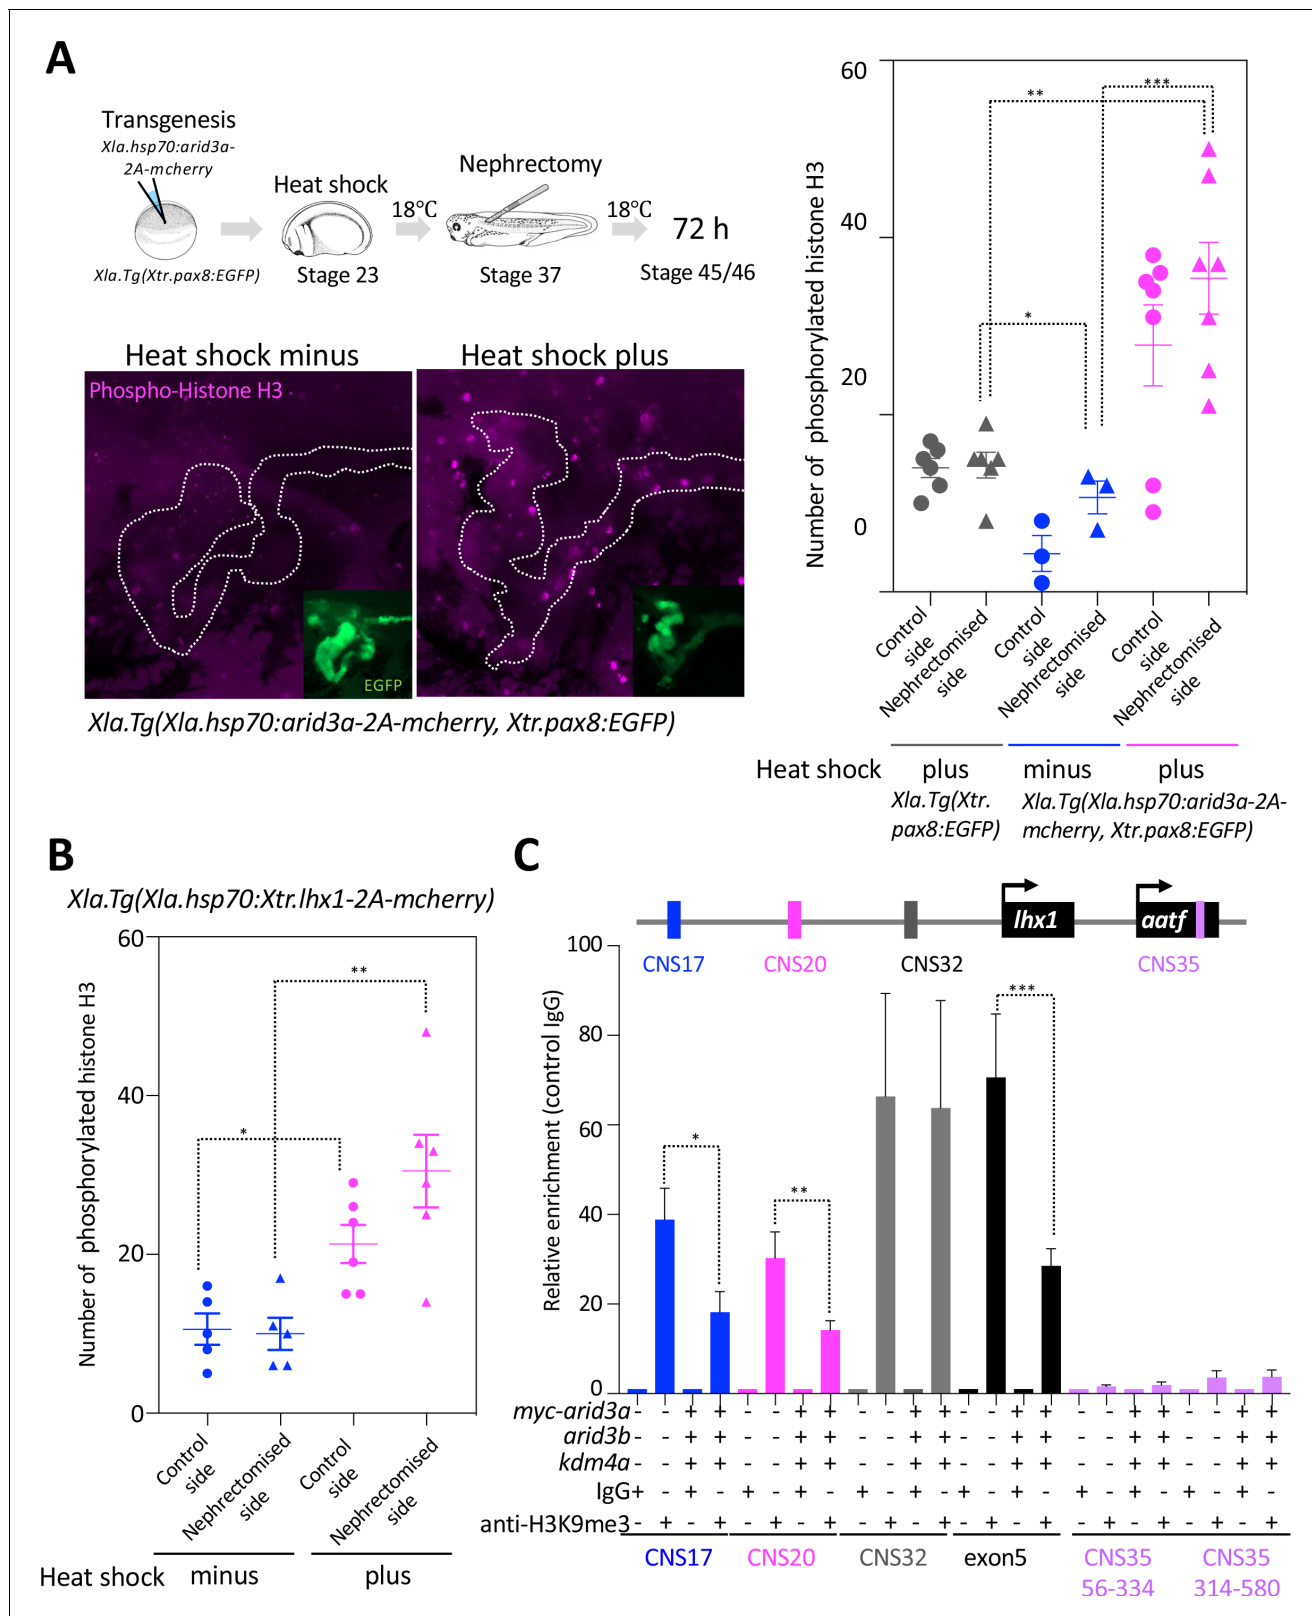 A
Transgenesis
Xla.hsp70:arid3a-
2A-mcherry
Xla.Tg(Xtr.pax8:EGFP)
Heat shock
Stage 23
18°C
Nephrectomy
Stage 37
18°C
72 h
Stage 45/46
Heat shock minus
Heat shock plus
Phospho-Histone H3
EGFP
Xla.Tg(Xla.hsp70:arid3a-2A-mcherry, Xtr.pax8:EGFP)
Number of phosphorylated histone H3
60
40
20
0
**
***
*
Control
side
Nephrectomised
side
Control
side
Nephrectomised
side
Control
side
Nephrectomised
side
Heat shock plus minus plus
Xla.Tg(Xtr.
pax8:EGFP)
Xla.Tg(Xla.hsp70:arid3a-2A-
mcherry, Xtr.pax8:EGFP)
B
Xla.Tg(Xla.hsp70:Xtr.lhx1-2A-mcherry)
Number of phosphorylated histone H3
60
40
20
0
*
**
Control
side
Nephrectomised
side
Control
side
Nephrectomised
side
Heat shock minus plus
C
lhx1 aatf
CNS17 CNS20 CNS32 CNS35
Relative enrichment (control IgG)
100
80
60
40
20
0
*
**
***
myc-arid3a - - + + - - + + - - + + - - + + - - + + - - + +
arid3b - - + + - - + + - - + + - - + + - - + + - - + +
kdm4a - - + + - - + + - - + + - - + + - - + + - - + +
IgG + - + - + - + - + - + - + - + - + - + - + - + -
anti-H3K9me3 - + - + - + - + - + - + - + - + - + - + - + - +
CNS17 CNS20 CNS32 exon5 CNS35 CNS35
56-334 314-580